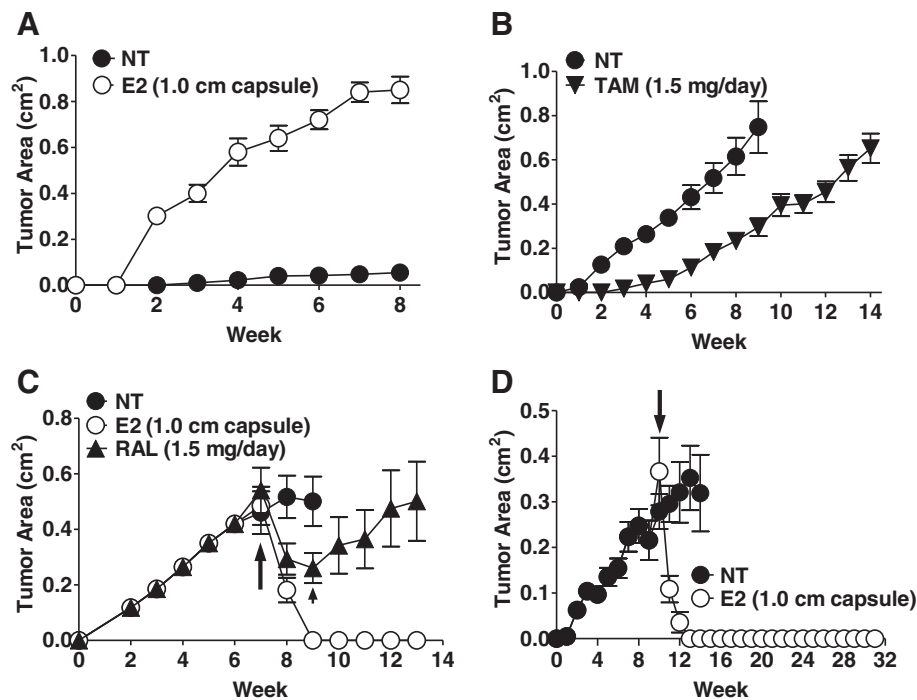 A
NT
E2 (1.0 cm capsule)
1.0
0.8
0.6
0.4
0.2
0.0
Tumor Area (cm²)
0 2 4 6 8
Week
B
NT
TAM (1.5 mg/day)
1.0
0.8
0.6
0.4
0.2
0.0
Tumor Area (cm²)
0 2 4 6 8 10 12 14
Week
C
NT
E2 (1.0 cm capsule)
RAL (1.5 mg/day)
0.8
0.6
0.4
0.2
0.0
Tumor Area (cm²)
0 2 4 6 8 10 12 14
Week
D
0.5
0.4
0.3
0.2
0.1
0.0
Tumor Area (cm²)
NT
E2 (1.0 cm capsule)
0 4 8 12 16 20 24 28 32
Week